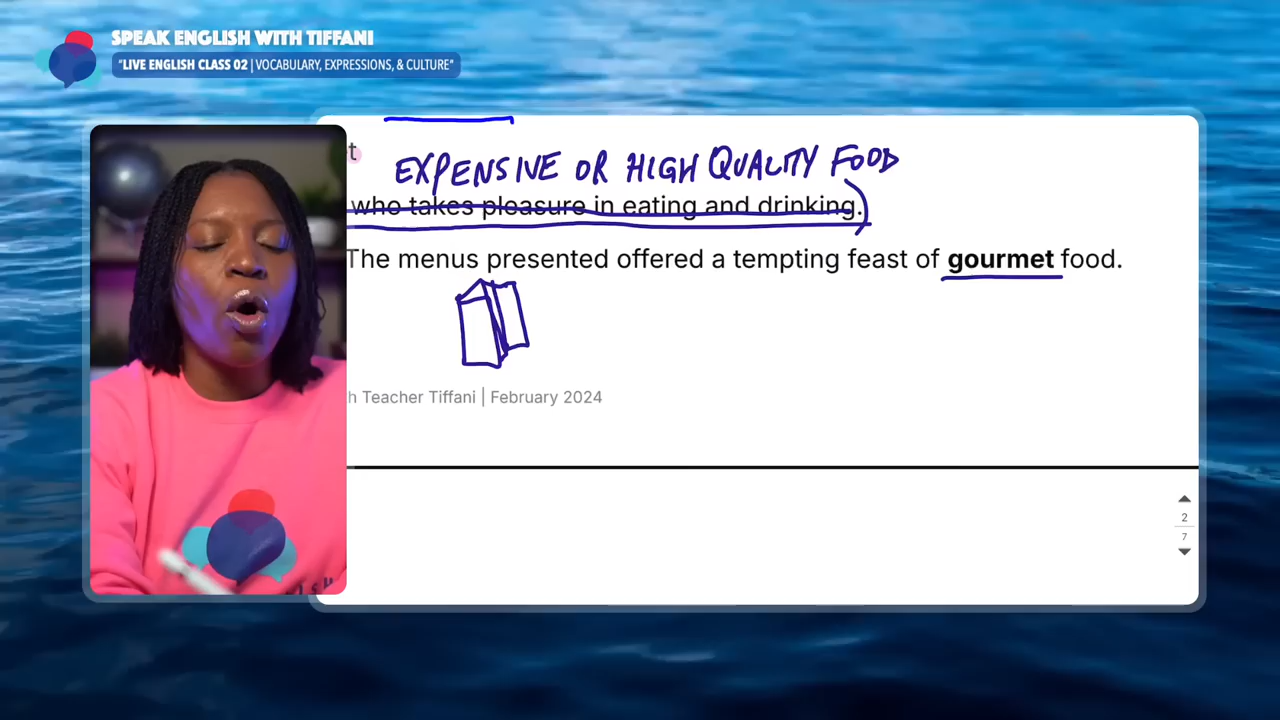 SPEAK ENGLISH WITH TIFFANI
"LIVE ENGLISH CLASS 02 | VOCABULARY, EXPRESSIONS, & CULTURE"
t
EXPENSIVE OR HIGH QUALITY FOOD
who takes pleasure in eating and drinking.)
The menus presented offered a tempting feast of gourmet food.
h Teacher Tiffani | February 2024
2
7